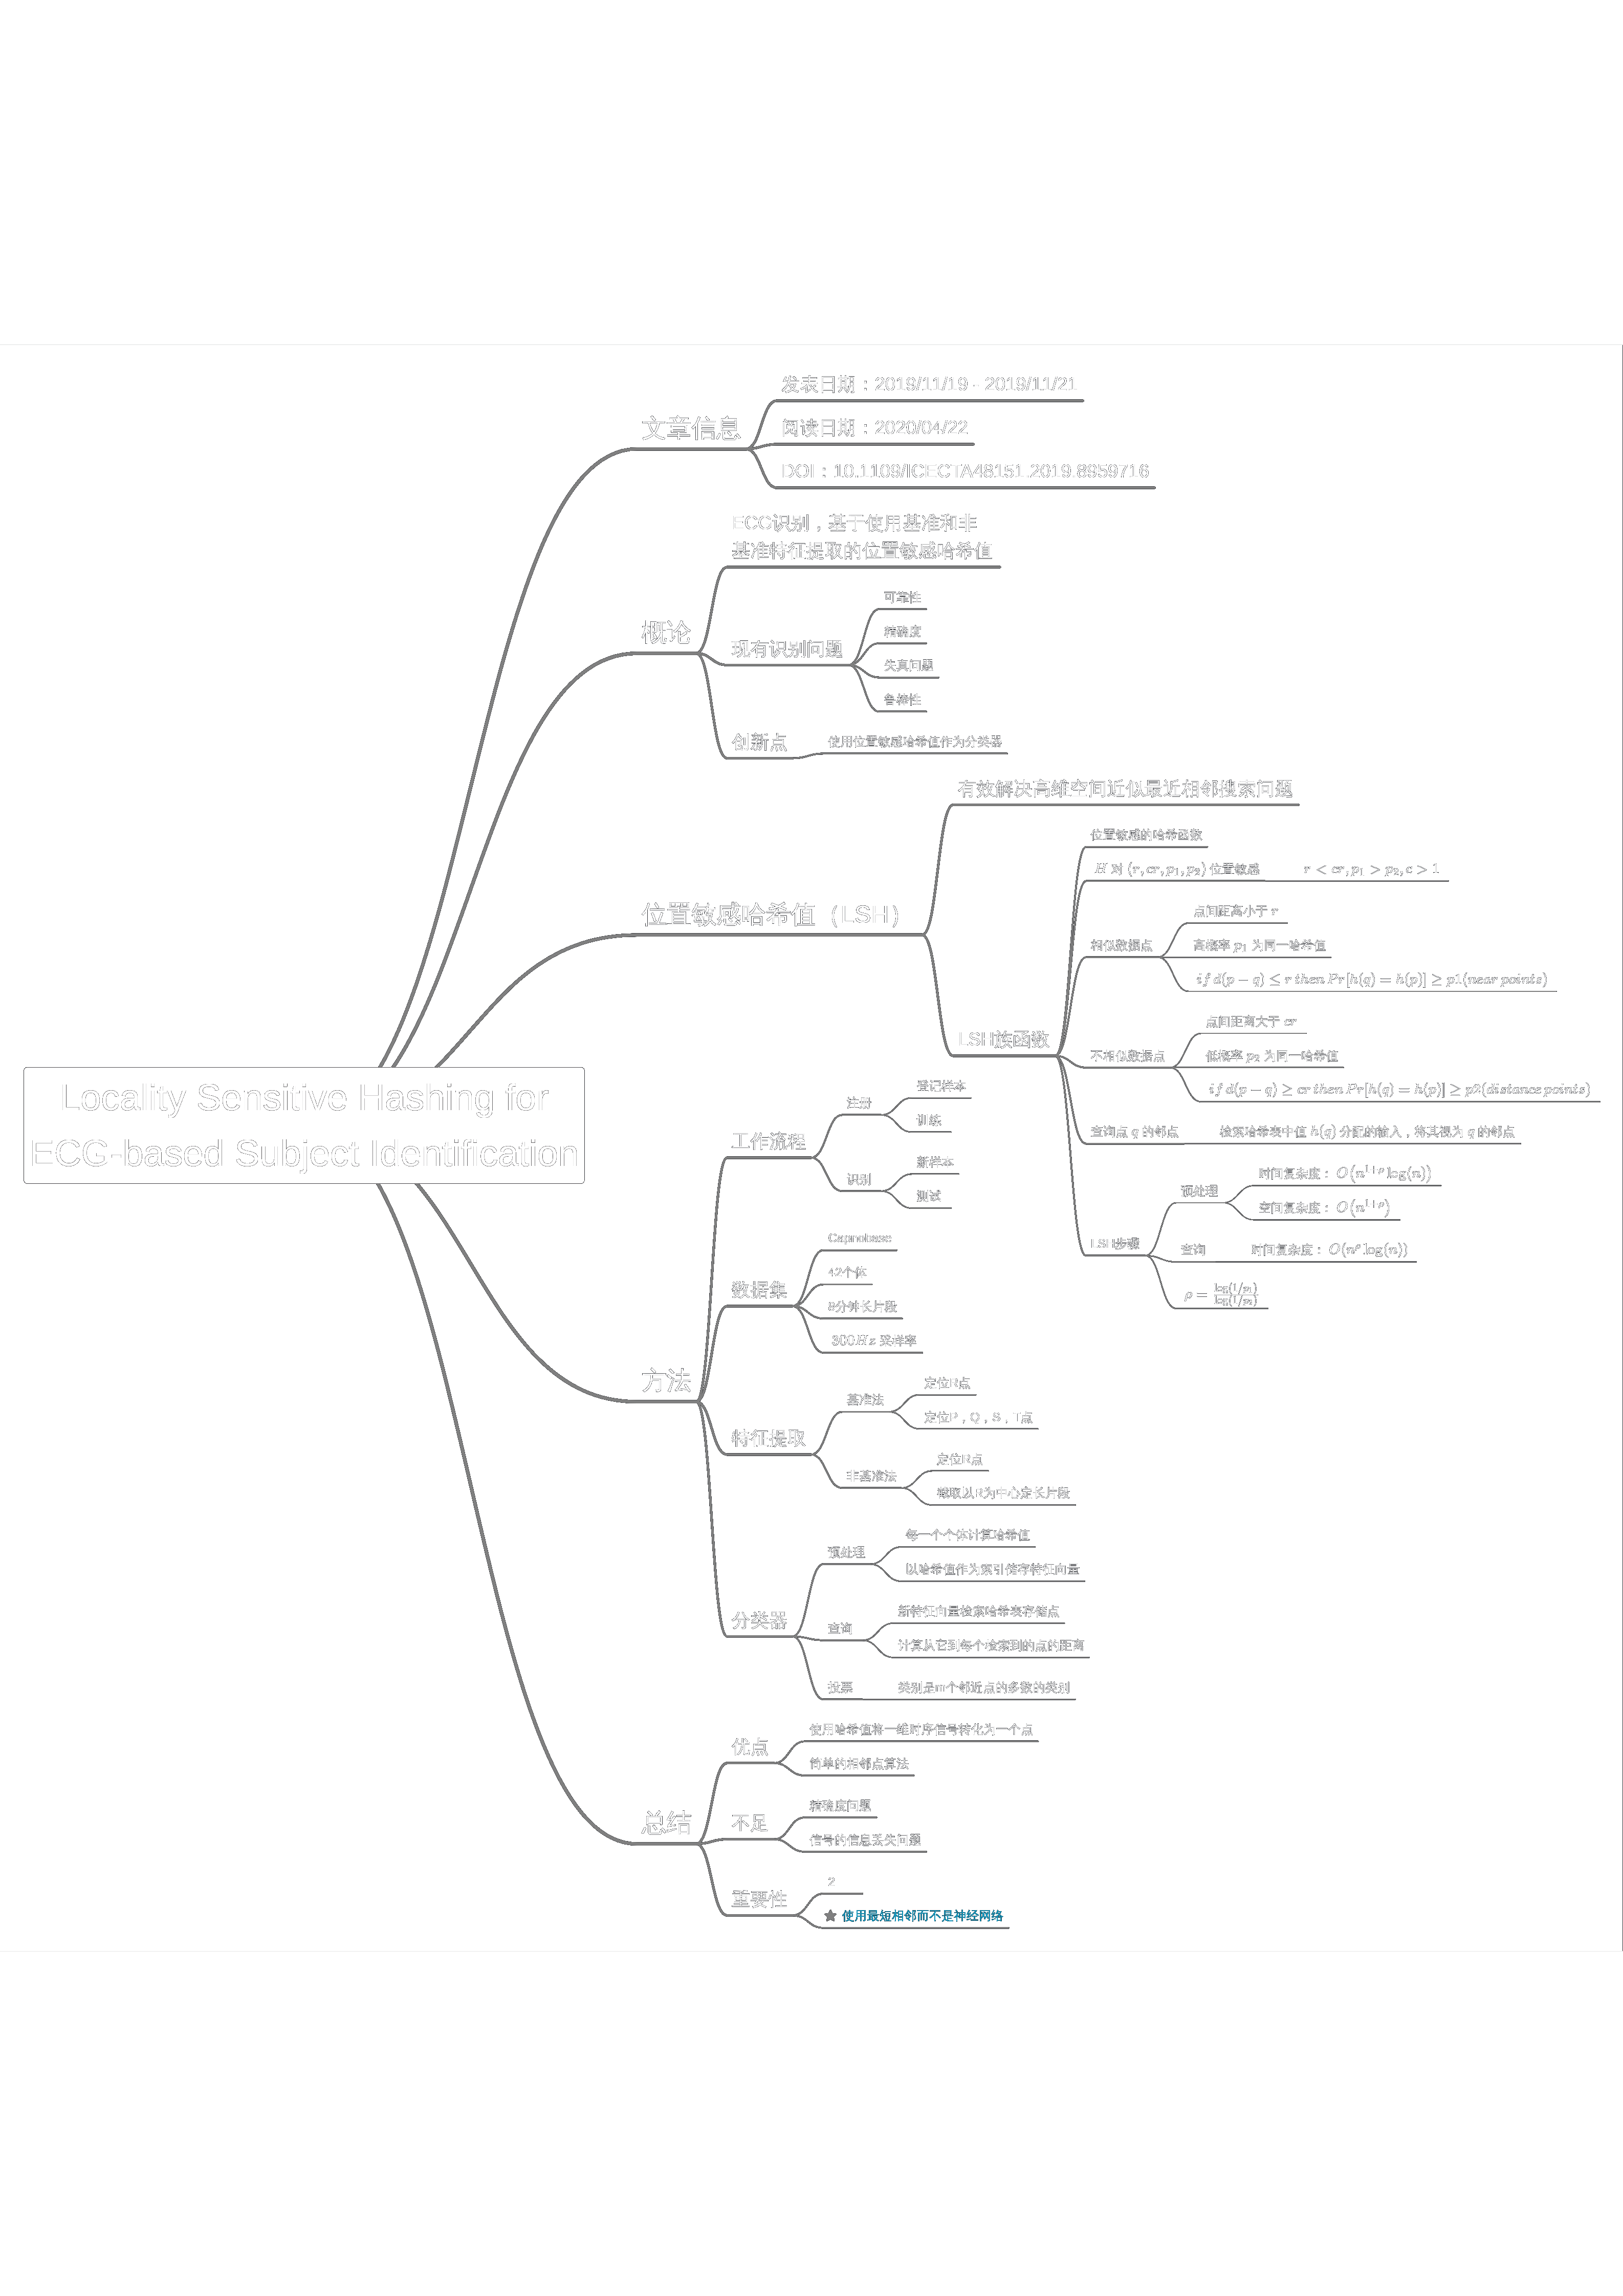 Locality Sensitive Hashing for
ECG-based Subject Identification
文章信息
发表日期：2019/11/19 - 2019/11/21
阅读日期：2020/04/22
DOI：10.1109/ICECTA48151.2019.8959716
概论
ECG识别，基于使用基准和非
基准特征提取的位置敏感哈希值
现有识别问题
可靠性
精确度
失真问题
鲁棒性
创新点
使用位置敏感哈希值作为分类器
位置敏感哈希值（LSH）
有效解决高维空间近似最近相邻搜索问题
LSH族函数
位置敏感的哈希函数
H 对 (r,cr,p₁,p₂) 位置敏感
r < cr,p₁ > p₂,c > 1
相似数据点
点间距离小于 r
高概率 p₁ 为同一哈希值
if d(p − q) ≤ r then Pr[h(q) = h(p)] ≥ p1(near points)
不相似数据点
点间距离大于 cr
低概率 p₂ 为同一哈希值
if d(p − q) ≥ cr then Pr[h(q) = h(p)] ≥ p2(distance points)
查询点 q 的邻点
检索哈希表中值 h(q) 分配的输入，将其视为 q 的邻点
LSH步骤
预处理
时间复杂度： O(n^{1+ρ} log(n))
空间复杂度： O(n^{1+ρ})
查询
时间复杂度： O(n^ρ log(n))
ρ = log(1/p₁)/log(1/p₂)
方法
工作流程
注册
登记样本
训练
识别
新样本
测试
数据集
Capnobase
42个体
8分钟长片段
300Hz 采样率
特征提取
基准法
定位R点
定位P，Q，S，T点
非基准法
定位R点
截取以R为中心定长片段
分类器
预处理
每一个个体计算哈希值
以哈希值作为索引储存特征向量
查询
新特征向量检索哈希表存储点
计算从它到每个检索到的点的距离
投票
类别是m个邻近点的多数的类别
总结
优点
使用哈希值将一维时序信号转化为一个点
简单的相邻点算法
不足
精确度问题
信号的信息丢失问题
重要性
2
使用最短相邻而不是神经网络